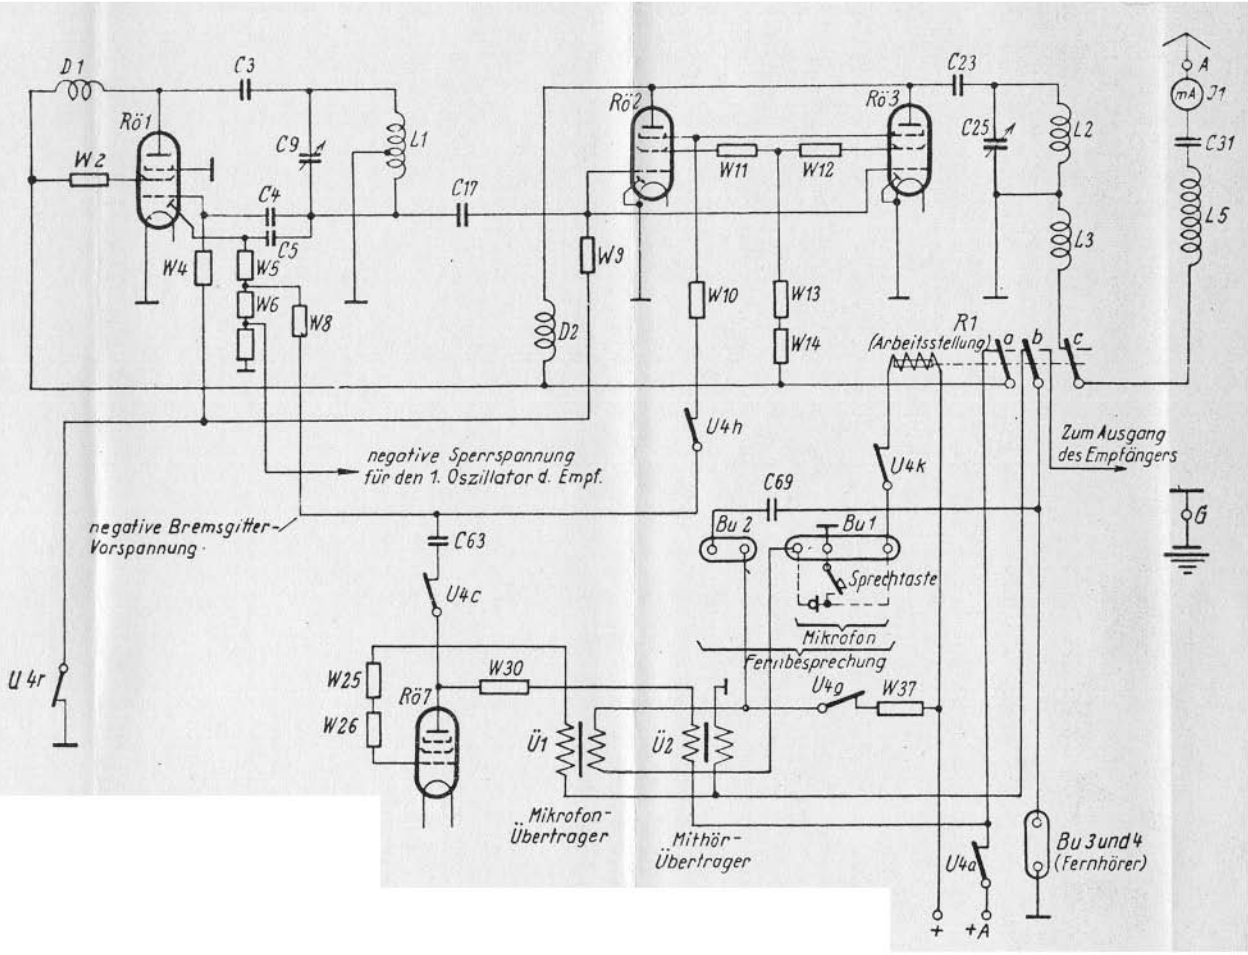 D1
C3
Rö1
W2
C9
L1
C4
C5
W4
W5
W6
W8
C17
Rö2
Rö3
W11
W12
C23
C25
L2
L3
A
mA
J1
C31
L5
W9
D2
W10
W13
W14
R1
(Arbeitsstellung)
a
b
c
U4h
U4k
negative Sperrspannung
für den 1. Oszillator d. Empf.
Zum Ausgang
des Empfängers
negative Bremsgitter-
Vorspannung
C63
U4c
C69
Bu 2
Bu 1
Sprechtaste
Mikrofon
Fernbesprechung
G
U4r
W25
W26
Rö7
W30
Ü1
Ü2
U4g
W37
Mikrofon-
Übertrager
Mithör-
Übertrager
U4a
+
+A
Bu 3 und 4
(Fernhörer)